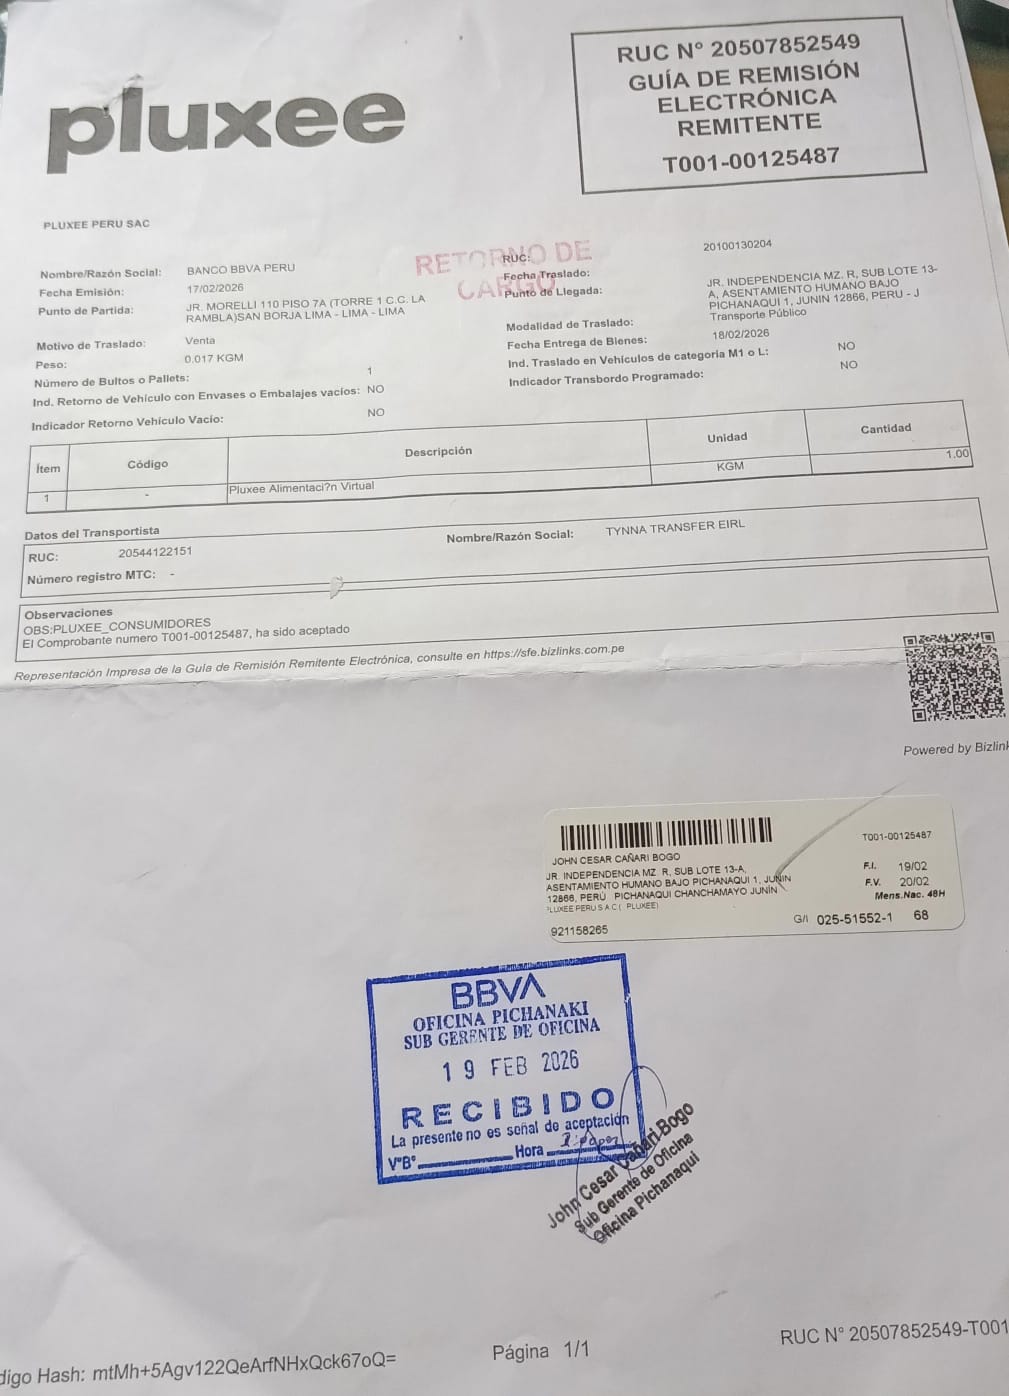 RUC N° 20507852549
GUÍA DE REMISIÓN
ELECTRÓNICA
REMITENTE
T001-00125487
pluxee
PLUXEE PERU SAC
RETORNO DE
CARGO
Nombre/Razón Social: BANCO BBVA PERU
RUC: 20100130204
Fecha Emisión: 17/02/2026
Fecha Traslado:
Punto de Partida: JR. MORELLI 110 PISO 7A (TORRE 1 C.C. LA
RAMBLA)SAN BORJA LIMA - LIMA - LIMA
Punto de Llegada: JR. INDEPENDENCIA MZ. R, SUB LOTE 13-
A, ASENTAMIENTO HUMANO BAJO
PICHANAQUI 1, JUNIN 12866, PERU - J
Motivo de Traslado: Venta
Modalidad de Traslado: Transporte Público
Peso: 0.017 KGM
Fecha Entrega de Bienes: 18/02/2026
Número de Bultos o Pallets: 1
Ind. Traslado en Vehículos de categoria M1 o L: NO
Ind. Retorno de Vehículo con Envases o Embalajes vacíos: NO
Indicador Transbordo Programado: NO
Indicador Retorno Vehículo Vacío: NO
Ítem Código Descripción Unidad Cantidad
1 - Pluxee Alimentaci?n Virtual KGM 1.00
Datos del Transportista
RUC: 20544122151
Nombre/Razón Social: TYNNA TRANSFER EIRL
Número registro MTC: -
Observaciones
OBS:PLUXEE_CONSUMIDORES
El Comprobante numero T001-00125487, ha sido aceptado
Representación Impresa de la Guía de Remisión Remitente Electrónica, consulte en https://sfe.bizlinks.com.pe
Powered by Bizlink
T001-00125487
JOHN CESAR CAÑARI BOGO
JR. INDEPENDENCIA MZ. R, SUB LOTE 13-A,
ASENTAMIENTO HUMANO BAJO PICHANAQUI 1, JUNIN
12866, PERÚ PICHANAQUI CHANCHAMAYO JUNIN
PLUXEE PERU S A C ( PLUXEE)
921158265
F.I. 19/02
F.V. 20/02
Mens.Nac. 48H
G/I 025-51552-1 68
BBVA
OFICINA PICHANAKI
SUB GERENTE DE OFICINA
19 FEB 2026
RECIBIDO
La presente no es señal de aceptación
V°B° Hora
John Cesar Cañari Bogo
Sub Gerente de Oficina
Oficina Pichanaqui
digo Hash: mtMh+5Agv122QeArfNHxQck67oQ=
Página 1/1
RUC N° 20507852549-T001